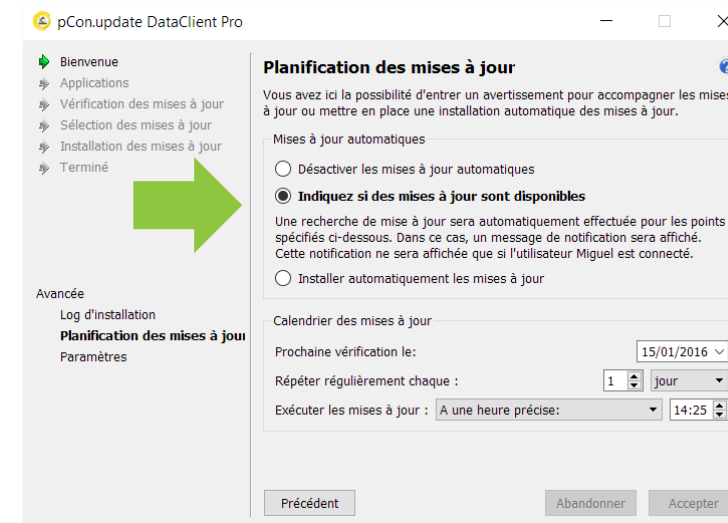 pCon.update DataClient Pro
Bienvenue
Applications
Vérification des mises à jour
Sélection des mises à jour
Installation des mises à jour
Terminé
Avancée
Log d'installation
Planification des mises à jour
Paramètres
Planification des mises à jour
Vous avez ici la possibilité d'entrer un avertissement pour accompagner les mises
à jour ou mettre en place une installation automatique des mises à jour.
Mises à jour automatiques
Désactiver les mises à jour automatiques
Indiquez si des mises à jour sont disponibles
Une recherche de mise à jour sera automatiquement effectuée pour les points
spécifiés ci-dessous. Dans ce cas, un message de notification sera affiché.
Cette notification ne sera affichée que si l'utilisateur Miguel est connecté.
Installer automatiquement les mises à jour
Calendrier des mises à jour
Prochaine vérification le: 15/01/2016
Répéter régulièrement chaque : 1 jour
Exécuter les mises à jour : A une heure précise: 14:25
Précédent Abandonner Accepter